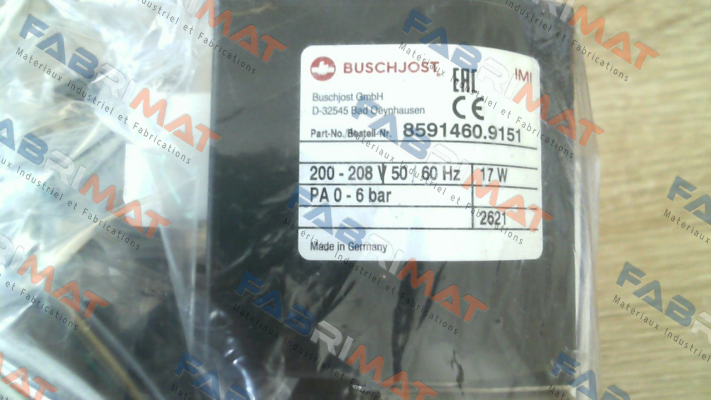 BUSCHJOST
IMI
EAC
CE
Buschjost GmbH
D-32545 Bad Oeynhausen
Part-No./Bestell-Nr. 8591460.9151
200 - 208 V 50 - 60 Hz 17 W
PA 0 - 6 bar
2621
Made in Germany
FABRIMAT
Matériaux Industriel et Fabrications